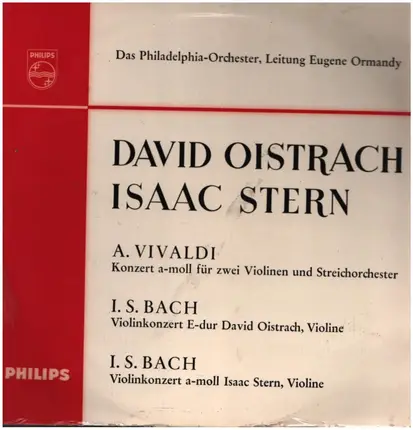 PHILIPS
Das Philadelphia-Orchester, Leitung Eugene Ormandy
DAVID OISTRACH
ISAAC STERN
A. VIVALDI
Konzert a-moll für zwei Violinen und Streichorchester
I. S. BACH
Violinkonzert E-dur David Oistrach, Violine
I. S. BACH
Violinkonzert a-moll Isaac Stern, Violine
PHILIPS